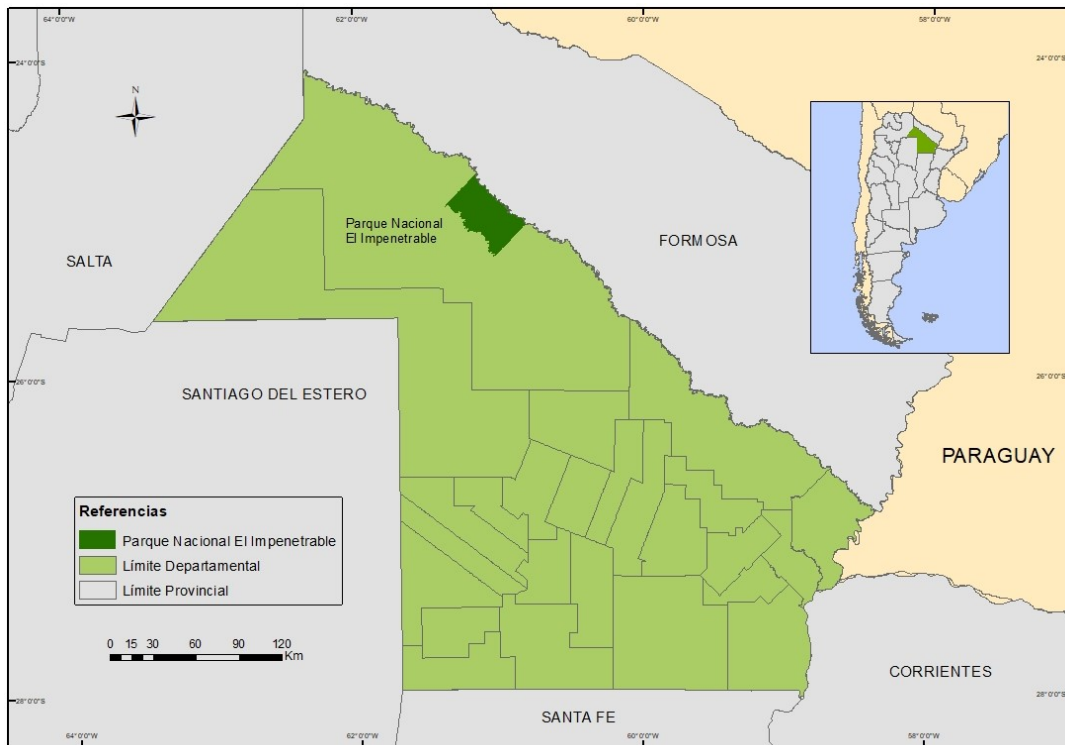 64°0'0"W
62°0'0"W
60°0'0"W
58°0'0"W
24°0'0"S
24°0'0"S
N
Parque Nacional
El Impenetrable
FORMOSA
SALTA
26°0'0"S
26°0'0"S
SANTIAGO DEL ESTERO
PARAGUAY
Referencias
Parque Nacional El Impenetrable
Límite Departamental
Límite Provincial
0 15 30 60 90 120
Km
CORRIENTES
28°0'0"S
28°0'0"S
SANTA FE
64°0'0"W
62°0'0"W
60°0'0"W
58°0'0"W